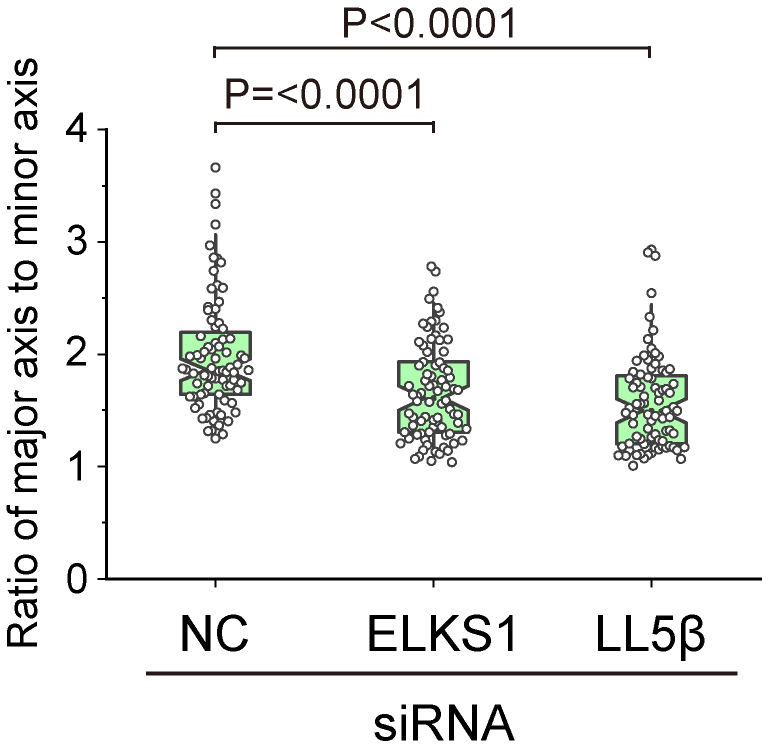 P<0.0001
P=<0.0001
Ratio of major axis to minor axis
4
3
2
1
0
NC ELKS1 LL5β
siRNA